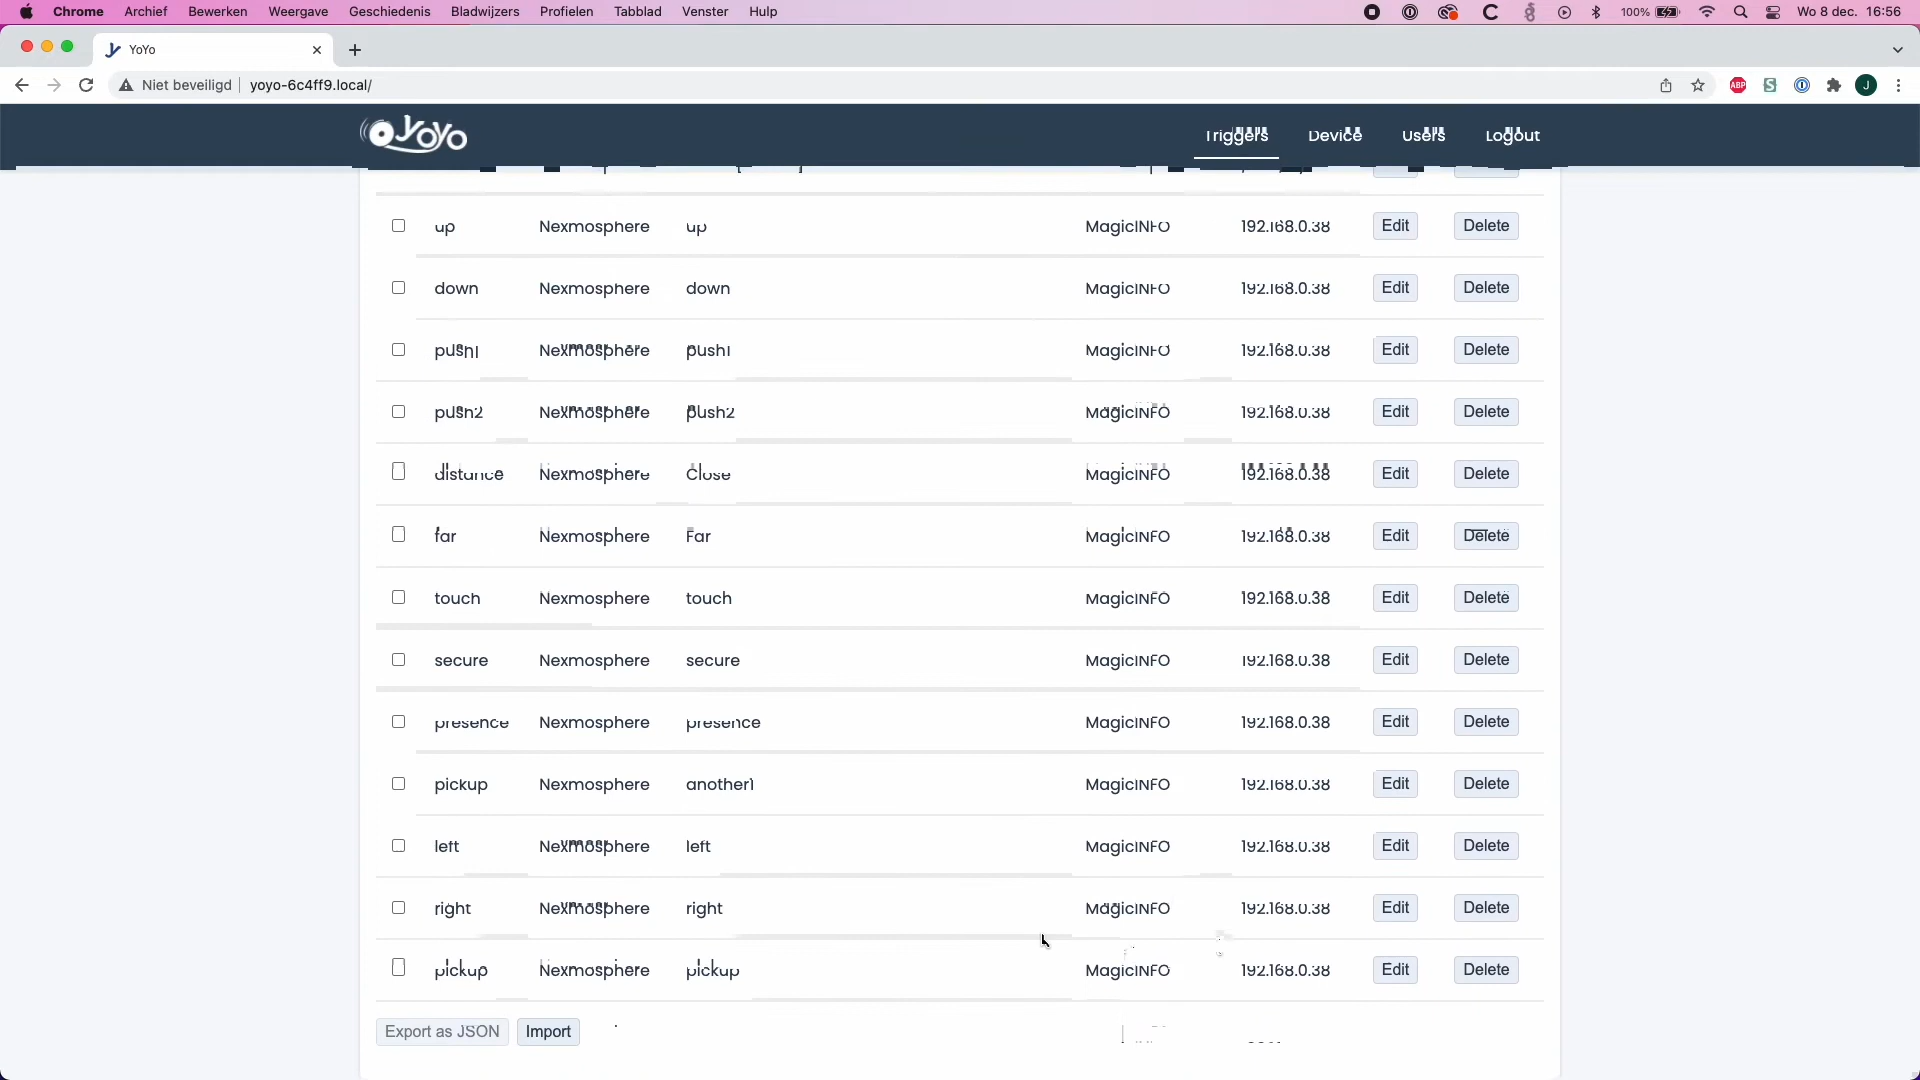 Chrome Archief Bewerken Weergave Geschiedenis Bladwijzers Profielen Tabblad Venster Hulp 100% Wo 8 dec. 16:56
YoYo
Niet beveiligd yoyo-6c4ff9.local/ ABP J
YoYo Triggers Device Users Logout
up Nexmosphere up MagicINFO 192.168.0.38 Edit Delete
down Nexmosphere down MagicINFO 192.168.0.38 Edit Delete
push1 Nexmosphere push1 MagicINFO 192.168.0.38 Edit Delete
push2 Nexmosphere push2 MagicINFO 192.168.0.38 Edit Delete
distance Nexmosphere Close MagicINFO 192.168.0.38 Edit Delete
far Nexmosphere Far MagicINFO 192.168.0.38 Edit Delete
touch Nexmosphere touch MagicINFO 192.168.0.38 Edit Delete
secure Nexmosphere secure MagicINFO 192.168.0.38 Edit Delete
presence Nexmosphere presence MagicINFO 192.168.0.38 Edit Delete
pickup Nexmosphere another1 MagicINFO 192.168.0.38 Edit Delete
left Nexmosphere left MagicINFO 192.168.0.38 Edit Delete
right Nexmosphere right MagicINFO 192.168.0.38 Edit Delete
pickup Nexmosphere pickup MagicINFO 192.168.0.38 Edit Delete
Export as JSON Import